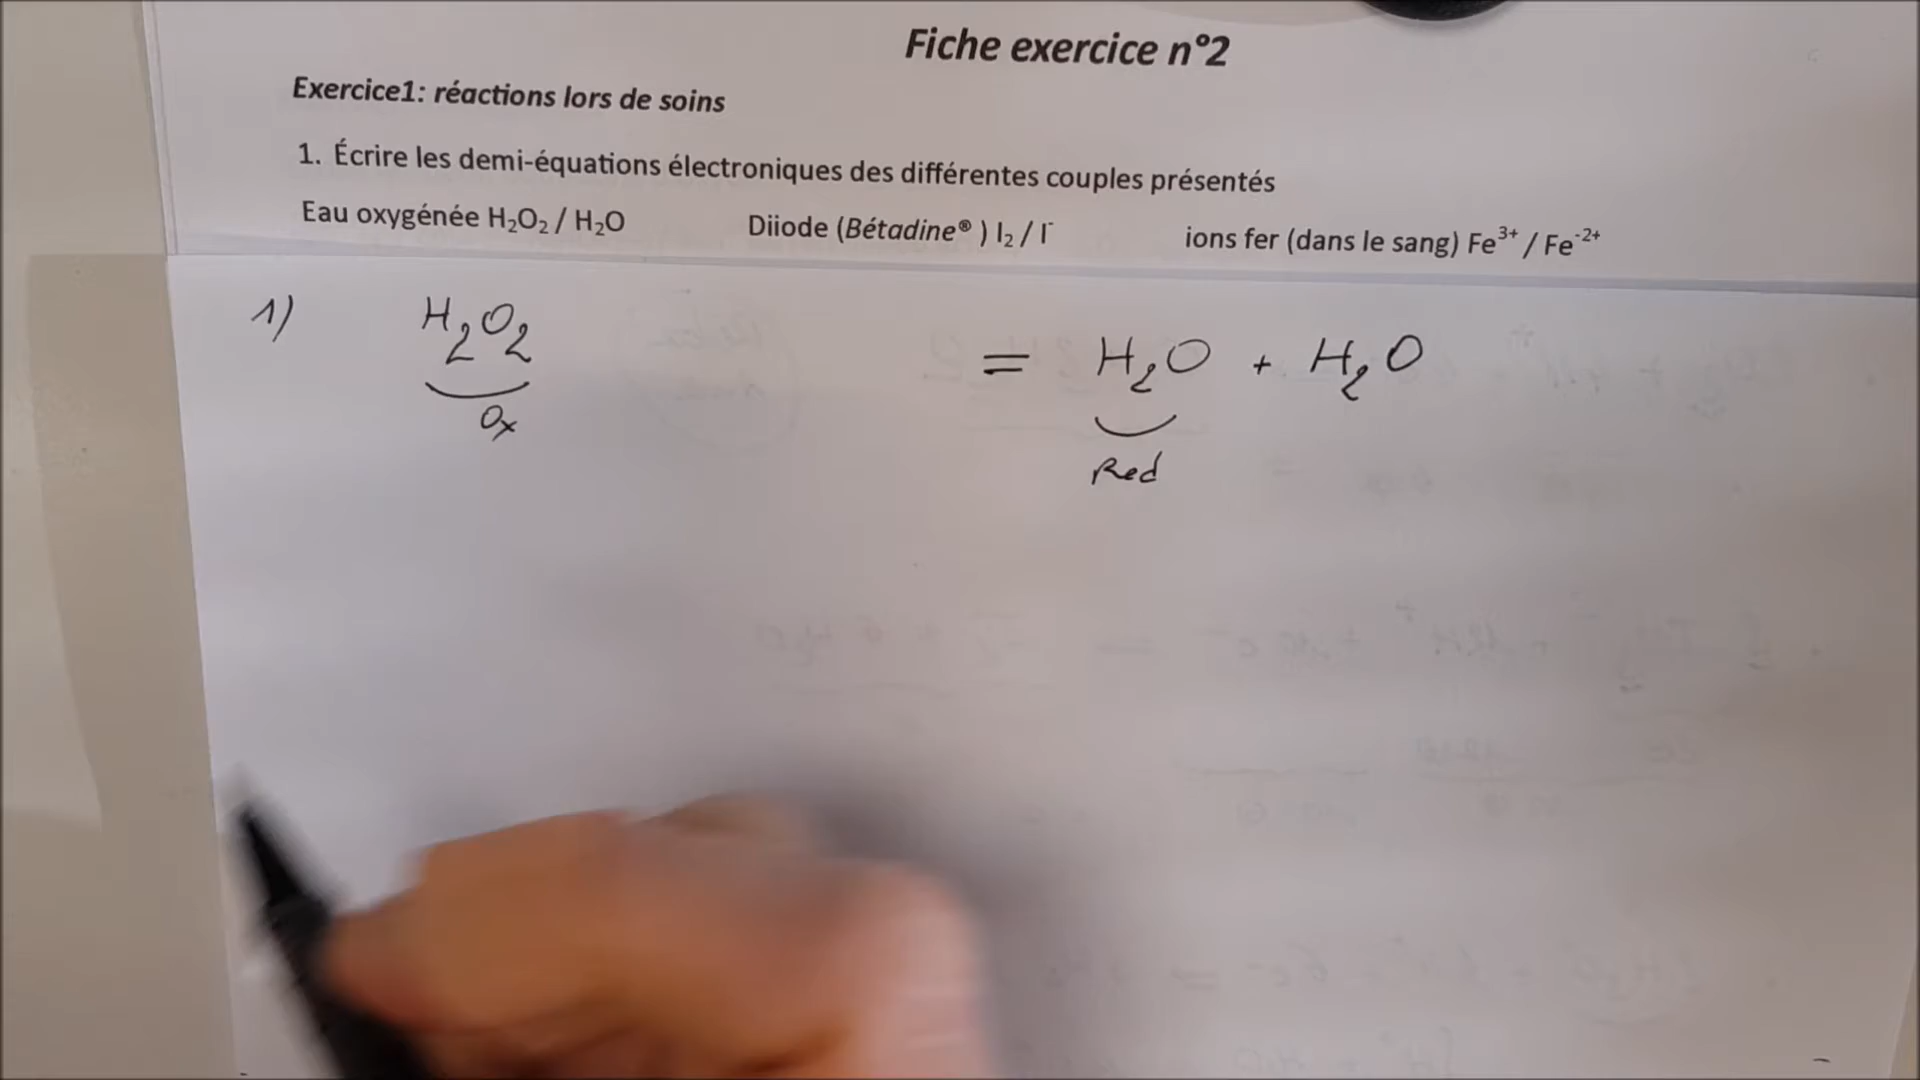 Fiche exercice n°2
Exercice1: réactions lors de soins
1. Écrire les demi-équations électroniques des différentes couples présentés
Eau oxygénée H₂O₂ / H₂O Diiode (Bétadine® ) I₂ / I⁻ ions fer (dans le sang) Fe³⁺ / Fe⁻²⁺
1) H₂O₂ = H₂O + H₂O
Ox
Red